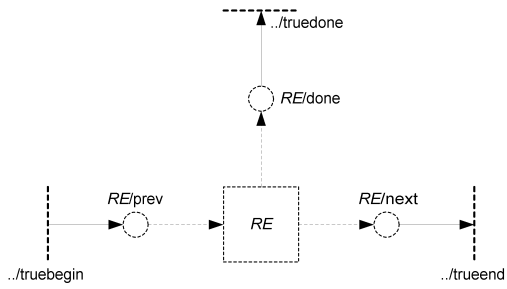 ../truedone
RE/done
RE/prev
RE
RE/next
../truebegin
../trueend